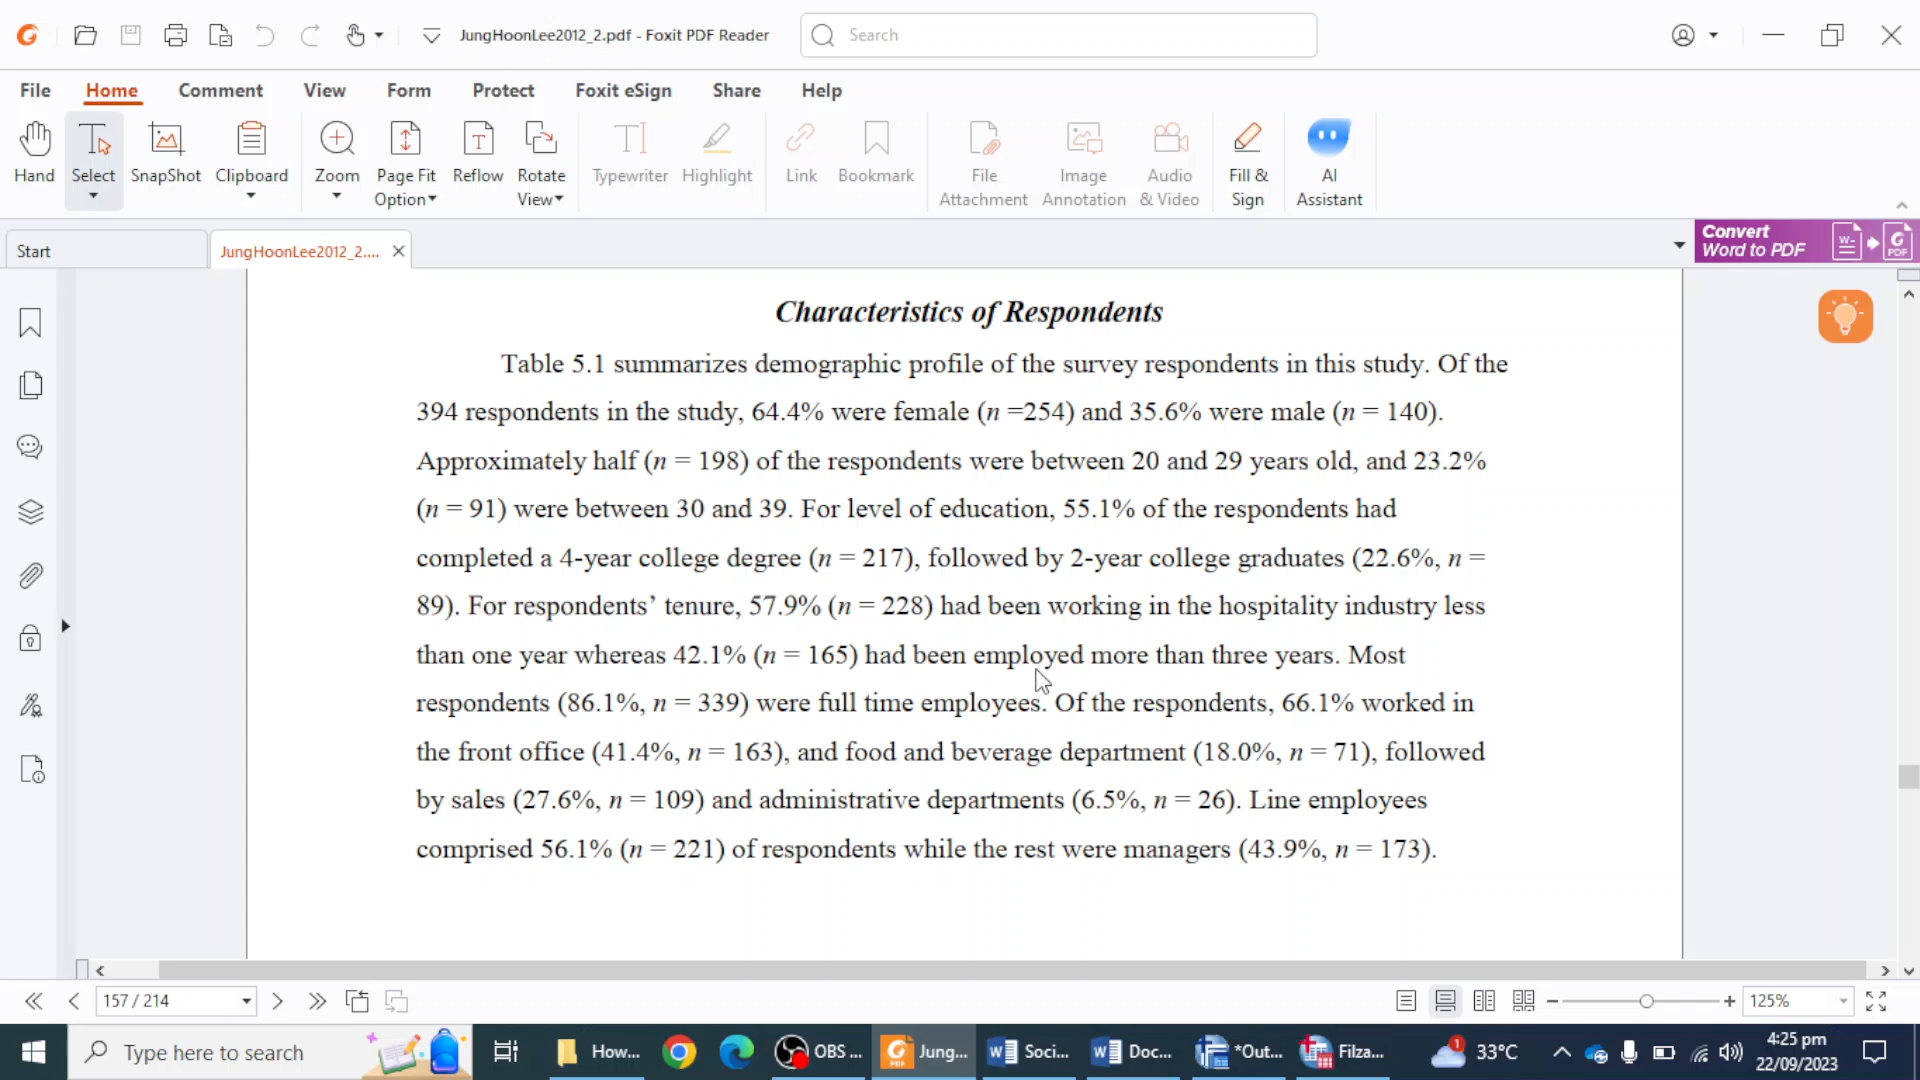 JungHoonLee2012_2.pdf - Foxit PDF Reader
Search
File Home Comment View Form Protect Foxit eSign Share Help
Hand Select SnapShot Clipboard Zoom Page Fit Option Reflow Rotate View Typewriter Highlight Link Bookmark File Attachment Image Annotation Audio & Video Fill & Sign AI Assistant
Start JungHoonLee2012_2....
Convert
Word to PDF
Characteristics of Respondents
Table 5.1 summarizes demographic profile of the survey respondents in this study. Of the
394 respondents in the study, 64.4% were female (n =254) and 35.6% were male (n = 140).
Approximately half (n = 198) of the respondents were between 20 and 29 years old, and 23.2%
(n = 91) were between 30 and 39. For level of education, 55.1% of the respondents had
completed a 4-year college degree (n = 217), followed by 2-year college graduates (22.6%, n =
89). For respondents’ tenure, 57.9% (n = 228) had been working in the hospitality industry less
than one year whereas 42.1% (n = 165) had been employed more than three years. Most
respondents (86.1%, n = 339) were full time employees. Of the respondents, 66.1% worked in
the front office (41.4%, n = 163), and food and beverage department (18.0%, n = 71), followed
by sales (27.6%, n = 109) and administrative departments (6.5%, n = 26). Line employees
comprised 56.1% (n = 221) of respondents while the rest were managers (43.9%, n = 173).
157 / 214
125%
Type here to search
How... OBS ... Jung... Soci... Doc... *Out... Filza... 1 33°C
4:25 pm
22/09/2023